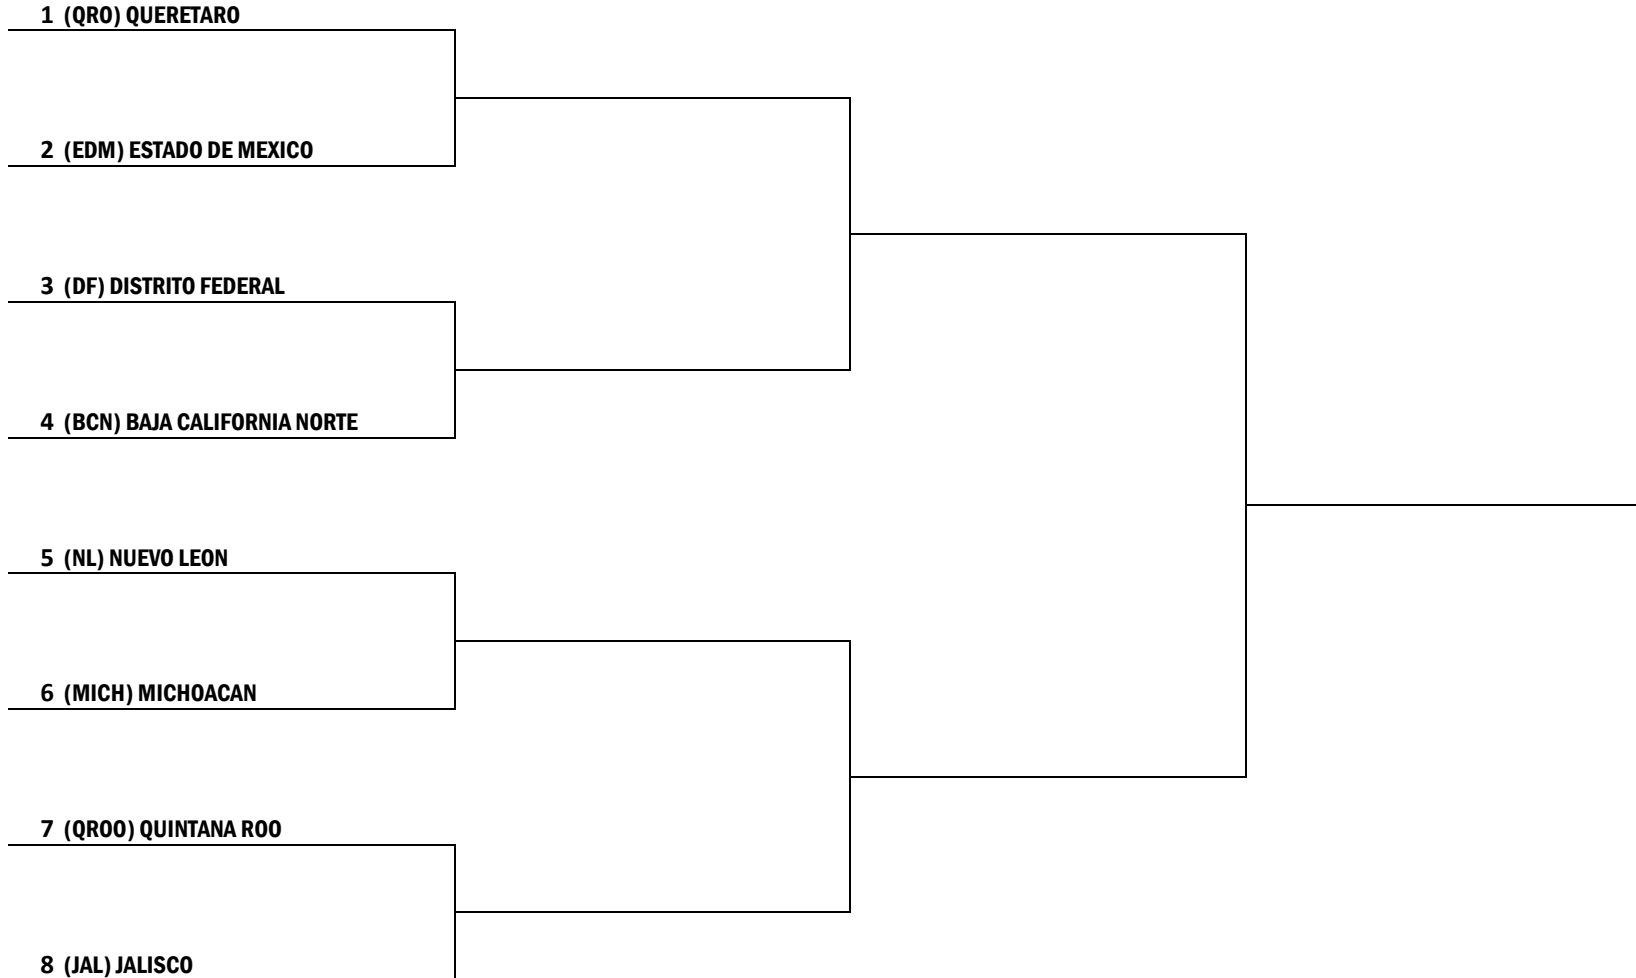 1 (QRO) QUERETARO
2 (EDM) ESTADO DE MEXICO
3 (DF) DISTRITO FEDERAL
4 (BCN) BAJA CALIFORNIA NORTE
5 (NL) NUEVO LEON
6 (MICH) MICHOACAN
7 (QROO) QUINTANA ROO
8 (JAL) JALISCO